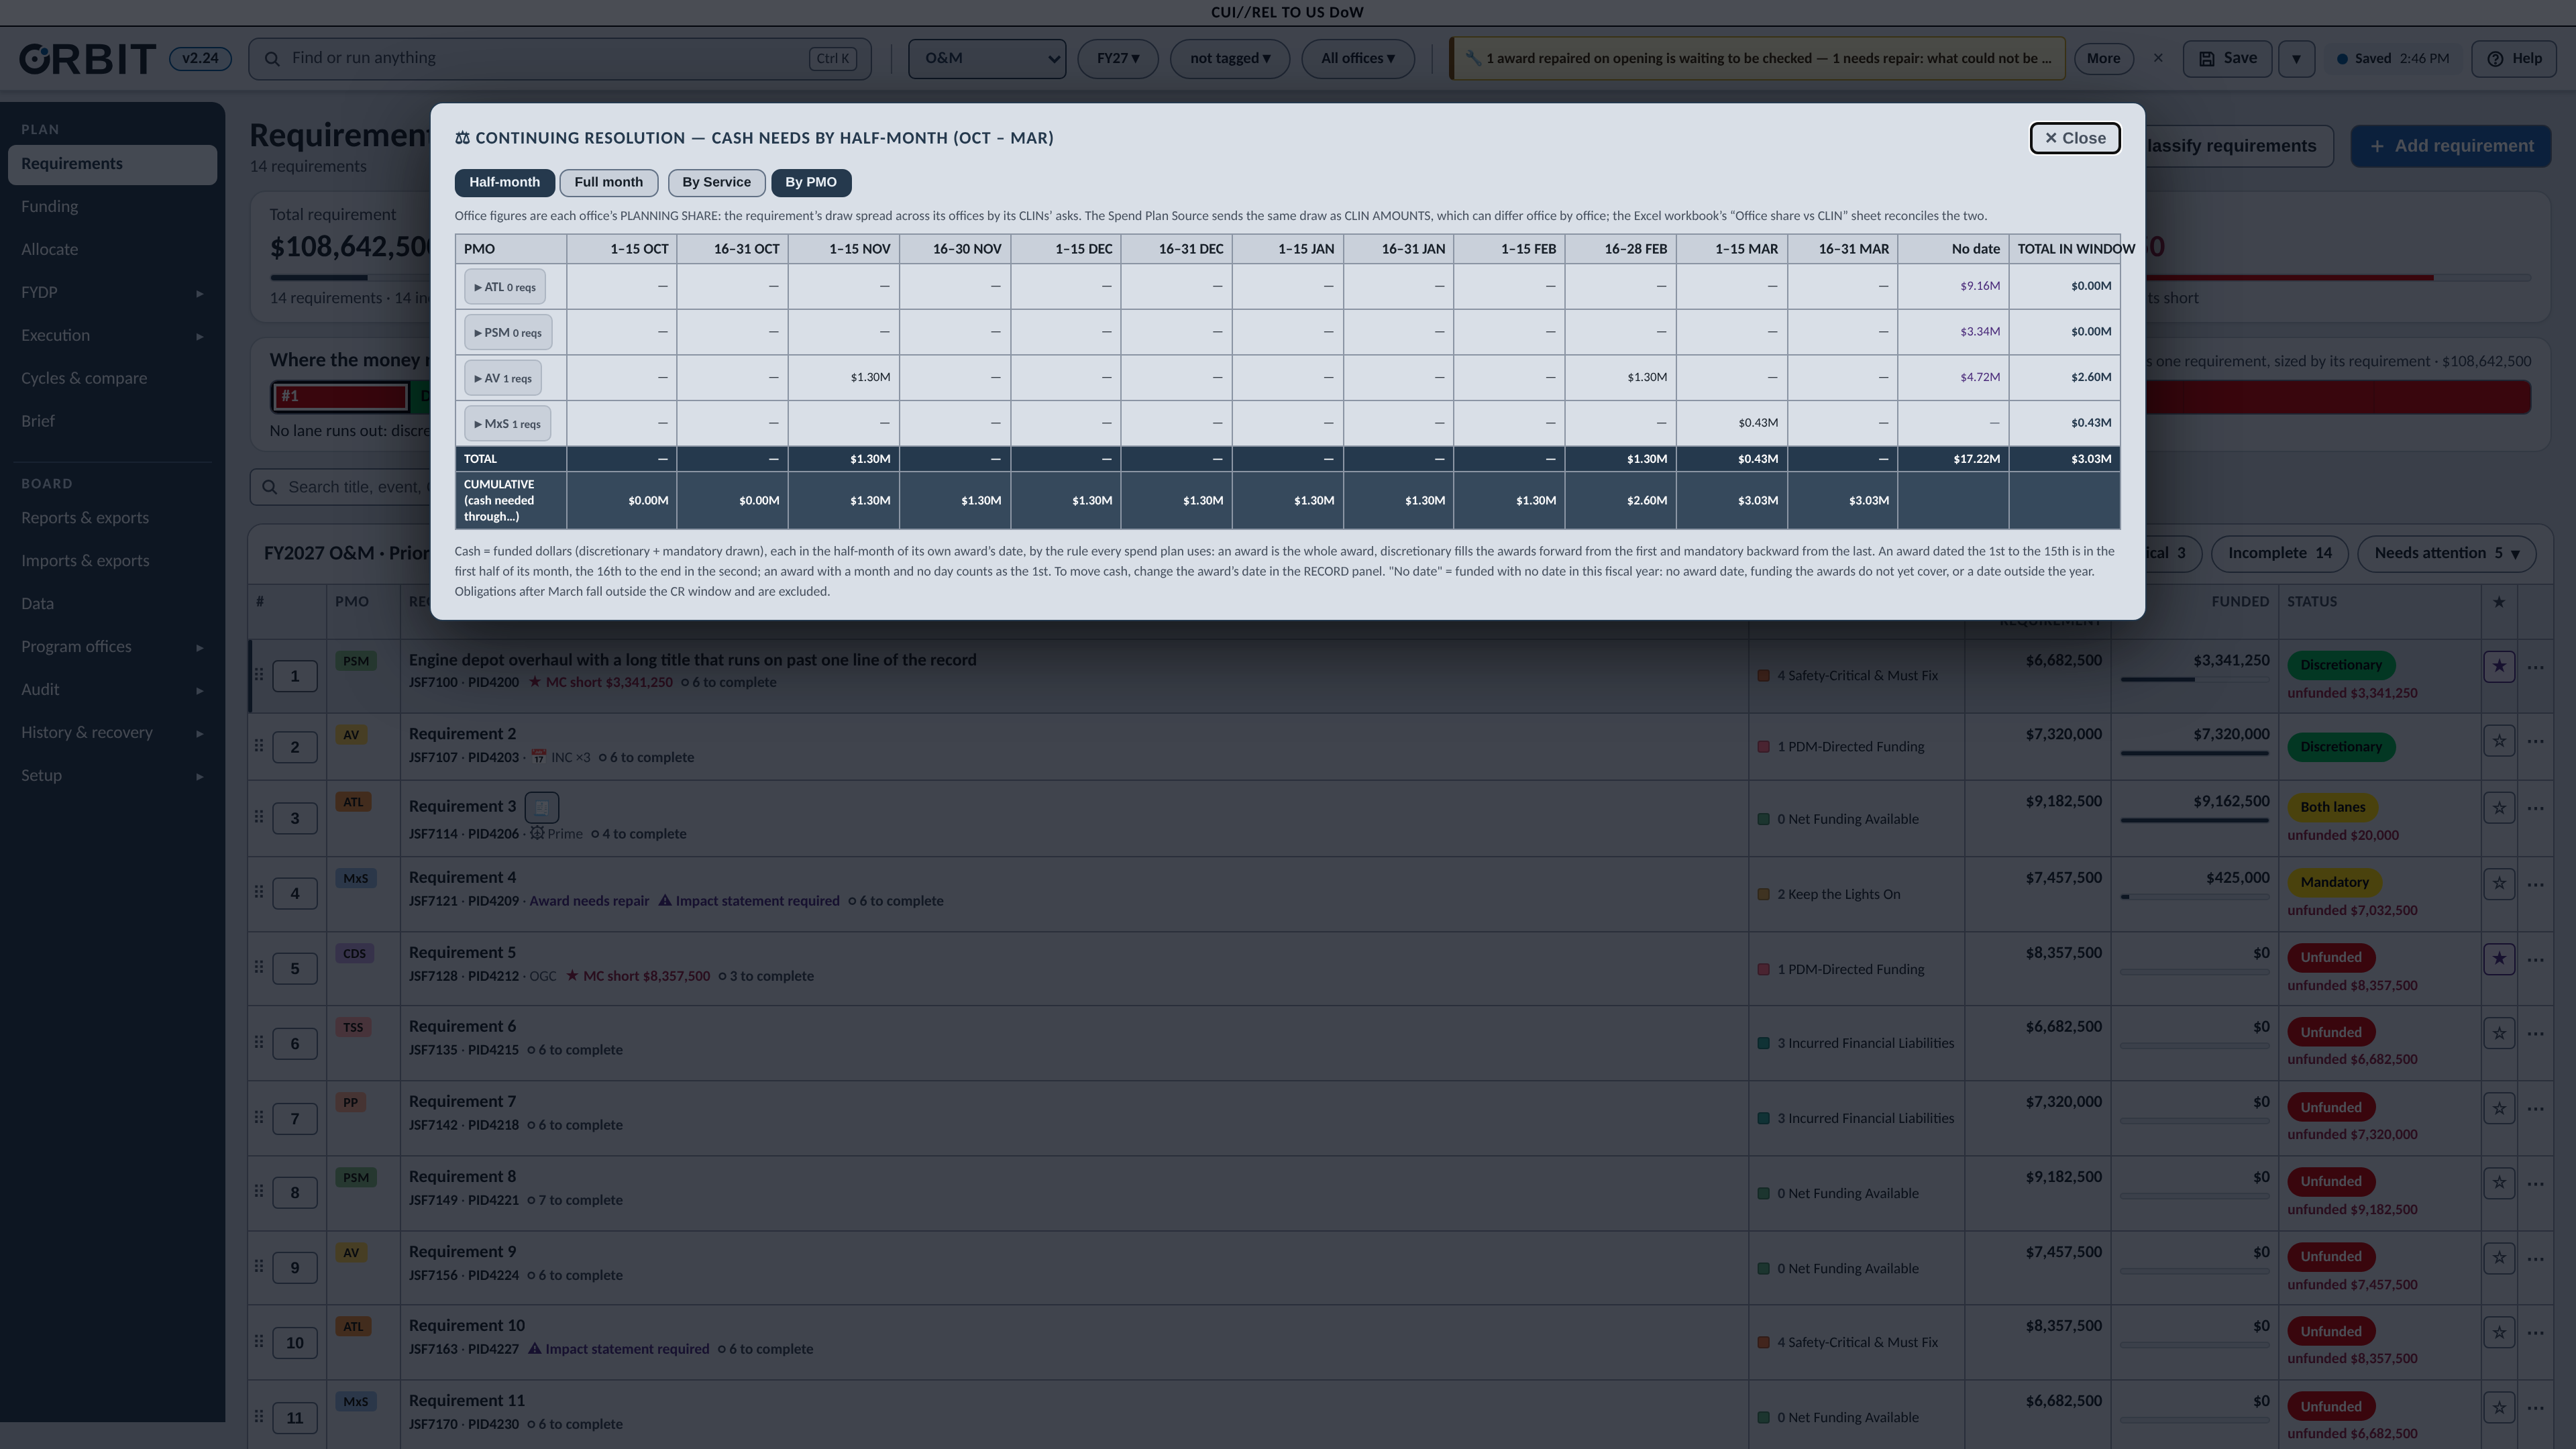 CUI//REL TO US DoW
ORBIT v2.24 Find or run anything Ctrl K O&M FY27 ▾ not tagged ▾ All offices ▾ 🔧 1 award repaired on opening is waiting to be checked — 1 needs repair: what could not be … More × Save ▾ Saved 2:46 PM Help
PLAN
Requirements
Funding
Allocate
FYDP ▸
Execution ▸
Cycles & compare
Brief
BOARD
Reports & exports
Imports & exports
Data
Program offices ▸
Audit ▸
History & recovery ▸
Setup ▸
Requirement
14 requirements
lassify requirements
+ Add requirement
Total requirement
$108,642,500
14 requirements · 14 in
ts short
Where the money r
s one requirement, sized by its requirement · $108,642,500
#1
No lane runs out: discre
⚖ CONTINUING RESOLUTION — CASH NEEDS BY HALF-MONTH (OCT – MAR)
✕ Close
Half-month Full month By Service By PMO
Office figures are each office's PLANNING SHARE: the requirement's draw spread across its offices by its CLINs' asks. The Spend Plan Source sends the same draw as CLIN AMOUNTS, which can differ office by office; the Excel workbook's “Office share vs CLIN” sheet reconciles the two.
PMO 1–15 OCT 16–31 OCT 1–15 NOV 16–30 NOV 1–15 DEC 16–31 DEC 1–15 JAN 16–31 JAN 1–15 FEB 16–28 FEB 1–15 MAR 16–31 MAR No date TOTAL IN WINDOW
▸ ATL 0 reqs — — — — — — — — — — — — $9.16M $0.00M
▸ PSM 0 reqs — — — — — — — — — — — — $3.34M $0.00M
▸ AV 1 reqs — — $1.30M — — — — — — $1.30M — — $4.72M $2.60M
▸ MxS 1 reqs — — — — — — — — — — $0.43M — — $0.43M
TOTAL — — $1.30M — — — — — — $1.30M $0.43M — $17.22M $3.03M
CUMULATIVE
(cash needed
through…)
$0.00M $0.00M $1.30M $1.30M $1.30M $1.30M $1.30M $1.30M $1.30M $2.60M $3.03M $3.03M
Cash = funded dollars (discretionary + mandatory drawn), each in the half-month of its own award's date, by the rule every spend plan uses: an award is the whole award, discretionary fills the awards forward from the first and mandatory backward from the last. An award dated the 1st to the 15th is in the
first half of its month, the 16th to the end in the second; an award with a month and no day counts as the 1st. To move cash, change the award's date in the RECORD panel. "No date" = funded with no date in this fiscal year: no award date, funding the awards do not yet cover, or a date outside the year.
Obligations after March fall outside the CR window and are excluded.
Search title, event,
FY2027 O&M · Prior
ical 3 Incomplete 14 Needs attention 5 ▾
# PMO FUNDED STATUS ★
1 PSM Engine depot overhaul with a long title that runs on past one line of the record
JSF7100 · PID4200 ★ MC short $3,341,250 6 to complete
4 Safety-Critical & Must Fix $6,682,500 $3,341,250 Discretionary ★ ⋯
unfunded $3,341,250
2 AV Requirement 2
JSF7107 · PID4203 · 📅 INC ×3 6 to complete
1 PDM-Directed Funding $7,320,000 $7,320,000 Discretionary ☆ ⋯
3 ATL Requirement 3
JSF7114 · PID4206 · Prime 4 to complete
0 Net Funding Available $9,182,500 $9,162,500 Both lanes ☆ ⋯
unfunded $20,000
4 MxS Requirement 4
JSF7121 · PID4209 · Award needs repair ⚠ Impact statement required 6 to complete
2 Keep the Lights On $7,457,500 $425,000 Mandatory ☆ ⋯
unfunded $7,032,500
5 CDS Requirement 5
JSF7128 · PID4212 · OGC ★ MC short $8,357,500 3 to complete
1 PDM-Directed Funding $8,357,500 $0 Unfunded ★ ⋯
unfunded $8,357,500
6 TSS Requirement 6
JSF7135 · PID4215 6 to complete
3 Incurred Financial Liabilities $6,682,500 $0 Unfunded ☆ ⋯
unfunded $6,682,500
7 PP Requirement 7
JSF7142 · PID4218 6 to complete
3 Incurred Financial Liabilities $7,320,000 $0 Unfunded ☆ ⋯
unfunded $7,320,000
8 PSM Requirement 8
JSF7149 · PID4221 7 to complete
0 Net Funding Available $9,182,500 $0 Unfunded ☆ ⋯
unfunded $9,182,500
9 AV Requirement 9
JSF7156 · PID4224 6 to complete
0 Net Funding Available $7,457,500 $0 Unfunded ☆ ⋯
unfunded $7,457,500
10 ATL Requirement 10
JSF7163 · PID4227 ⚠ Impact statement required 6 to complete
4 Safety-Critical & Must Fix $8,357,500 $0 Unfunded ☆ ⋯
unfunded $8,357,500
11 MxS Requirement 11
JSF7170 · PID4230 6 to complete
0 Net Funding Available $6,682,500 $0 Unfunded ☆ ⋯
unfunded $6,682,500